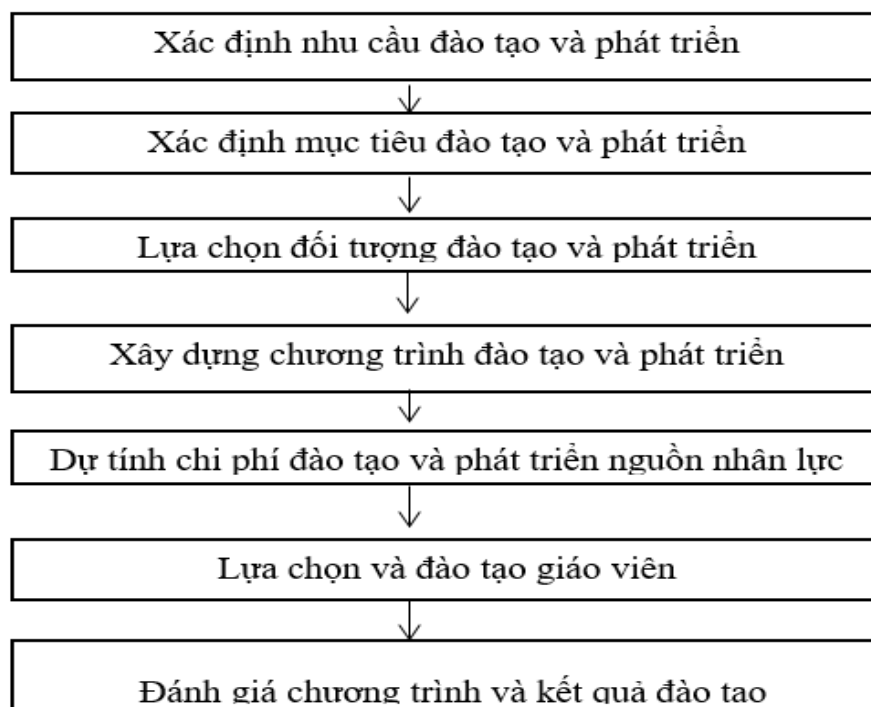 Xác định nhu cầu đào tạo và phát triển
Xác định mục tiêu đào tạo và phát triển
Lựa chọn đối tượng đào tạo và phát triển
Xây dựng chương trình đào tạo và phát triển
Dự tính chi phí đào tạo và phát triển nguồn nhân lực
Lựa chọn và đào tạo giáo viên
Đánh giá chương trình và kết quả đào tạo